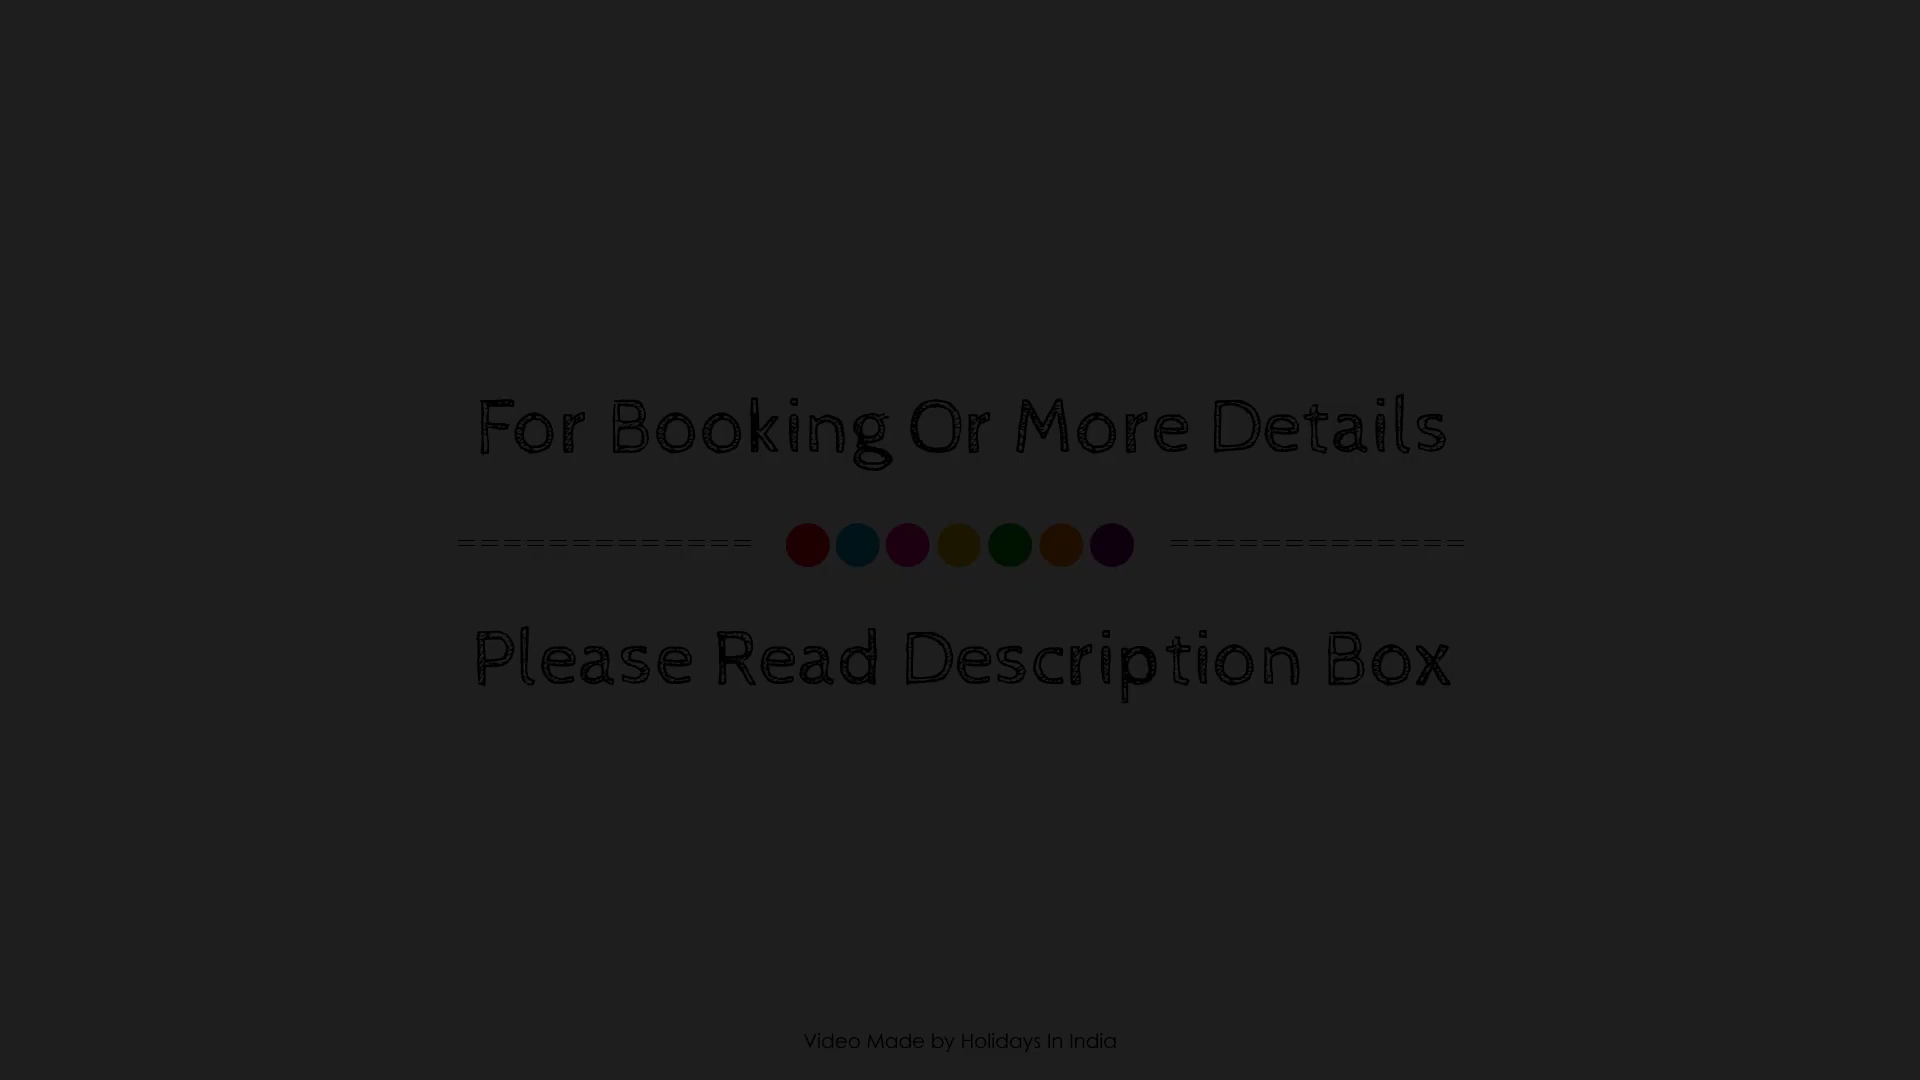 For Booking Or More Details
============= =============
Please Read Description Box
Video Made by Holidays In India